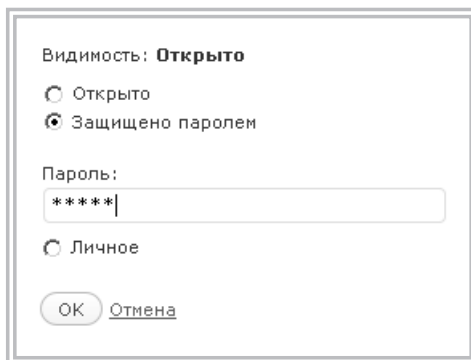 Видимость: Открыто
Открыто
Защищено паролем
Пароль:
*****
Личное
OK Отмена